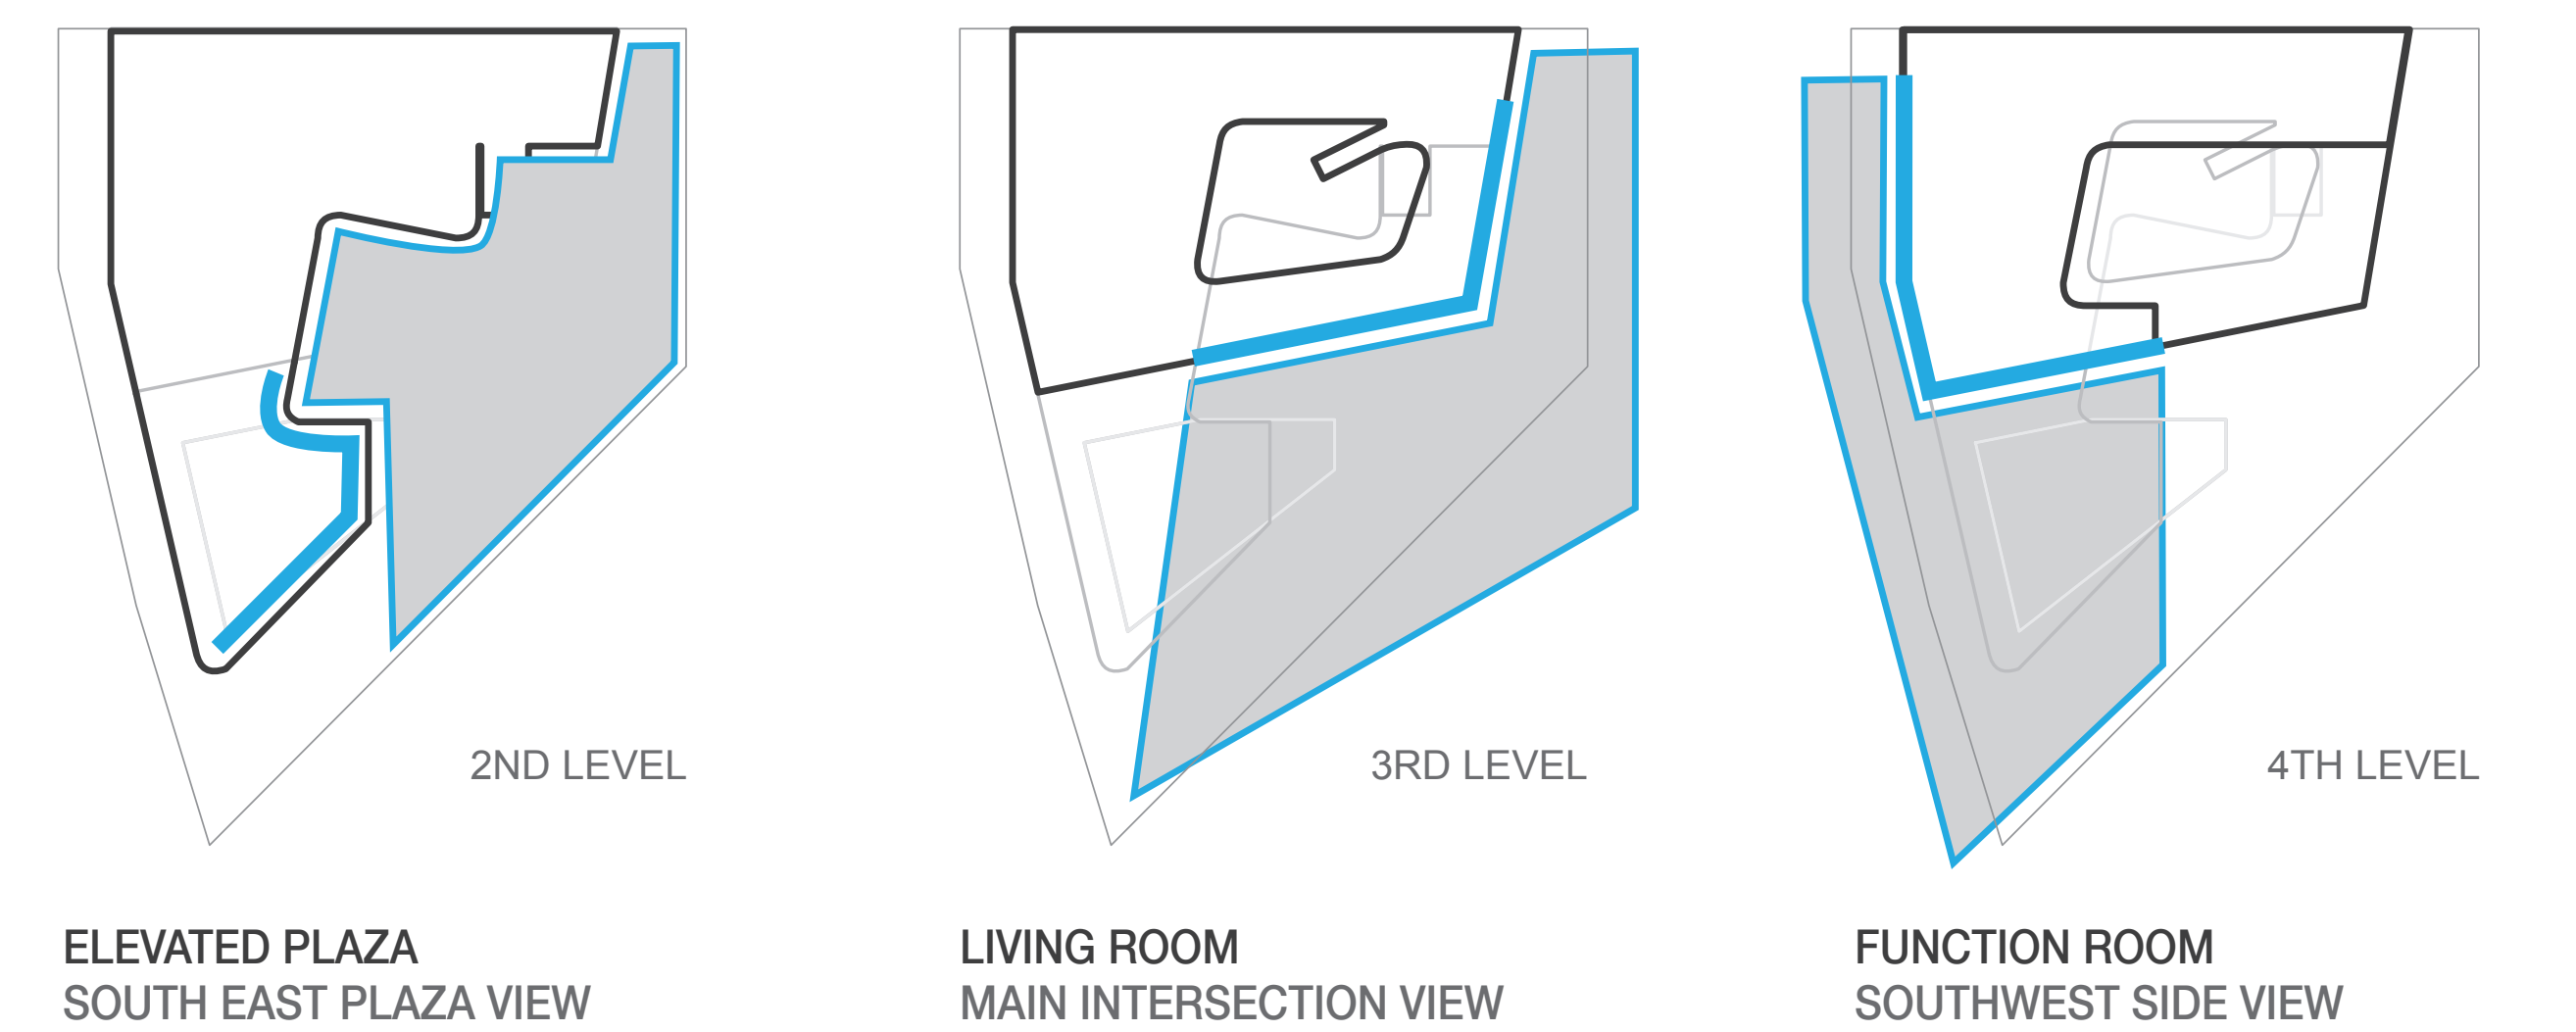 2ND LEVEL
3RD LEVEL
4TH LEVEL
ELEVATED PLAZA
SOUTH EAST PLAZA VIEW
LIVING ROOM
MAIN INTERSECTION VIEW
FUNCTION ROOM
SOUTHWEST SIDE VIEW